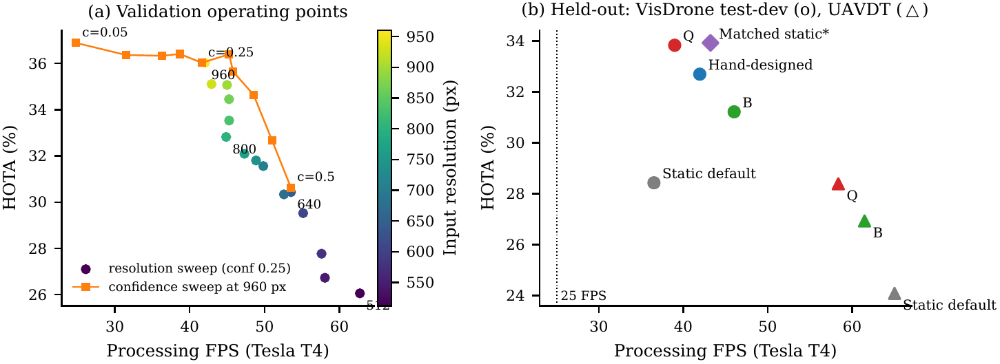 (a) Validation operating points
HOTA (%)
36
34
32
30
28
26
c=0.05
c=0.25
960
800
c=0.5
640
512
resolution sweep (conf 0.25)
confidence sweep at 960 px
30
40
50
60
Processing FPS (Tesla T4)
950
900
850
800
750
700
650
600
550
Input resolution (px)
(b) Held-out: VisDrone test-dev (o), UAVDT (△)
HOTA (%)
34
32
30
28
26
24
Q
Matched static*
Hand-designed
B
Static default
Q
B
Static default
25 FPS
30
40
50
60
Processing FPS (Tesla T4)